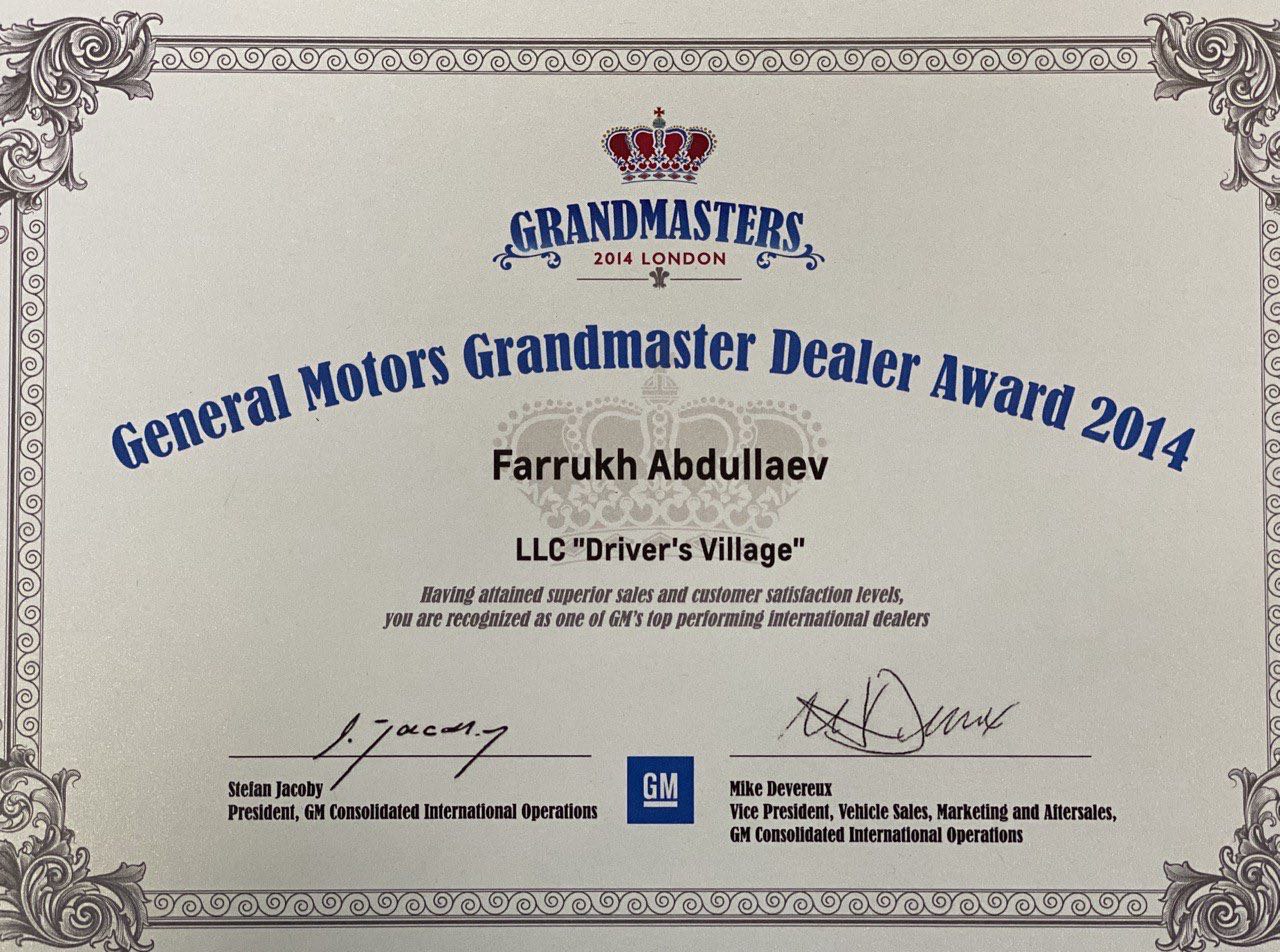 GRANDMASTERS
2014 LONDON
General Motors Grandmaster Dealer Award 2014
Farrukh Abdullaev
LLC "Driver's Village"
Having attained superior sales and customer satisfaction levels,
you are recognized as one of GM's top performing international dealers
S. Jacoby
Stefan Jacoby
President, GM Consolidated International Operations
GM
Mike Devereux
Vice President, Vehicle Sales, Marketing and Aftersales,
GM Consolidated International Operations